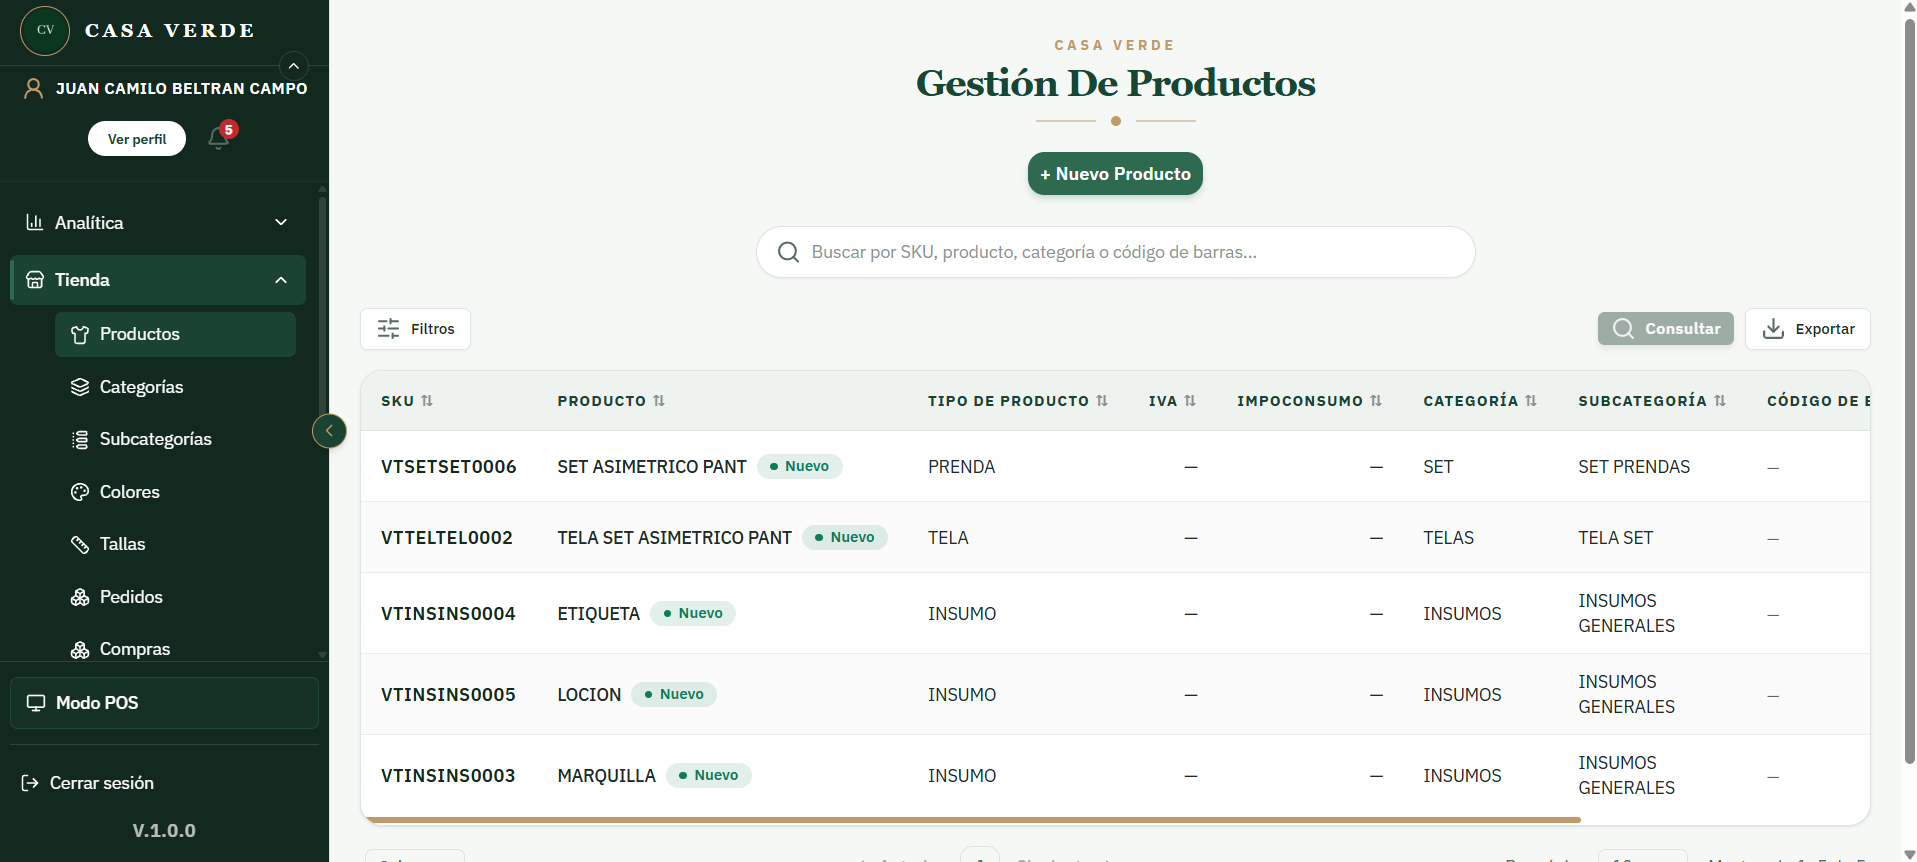 CV
CASA VERDE
JUAN CAMILO BELTRAN CAMPO
Ver perfil
5
Analítica
Tienda
Productos
Categorías
Subcategorías
Colores
Tallas
Pedidos
Compras
Modo POS
Cerrar sesión
V.1.0.0
CASA VERDE
Gestión De Productos
+ Nuevo Producto
Buscar por SKU, producto, categoría o código de barras...
Filtros
Consultar
Exportar
SKU PRODUCTO TIPO DE PRODUCTO IVA IMPOCONSUMO CATEGORÍA SUBCATEGORÍA CÓDIGO DE
VTSETSET0006 SET ASIMETRICO PANT Nuevo PRENDA — — SET SET PRENDAS —
VTTELTEL0002 TELA SET ASIMETRICO PANT Nuevo TELA — — TELAS TELA SET —
VTINSINS0004 ETIQUETA Nuevo INSUMO — — INSUMOS INSUMOS GENERALES —
VTINSINS0005 LOCION Nuevo INSUMO — — INSUMOS INSUMOS GENERALES —
VTINSINS0003 MARQUILLA Nuevo INSUMO — — INSUMOS INSUMOS GENERALES —